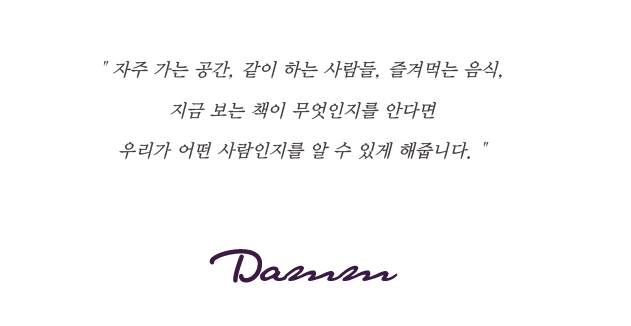 " 자주 가는 공간, 같이 하는 사람들, 즐겨먹는 음식,
지금 보는 책이 무엇인지를 안다면
우리가 어떤 사람인지를 알 수 있게 해줍니다. "
Damm